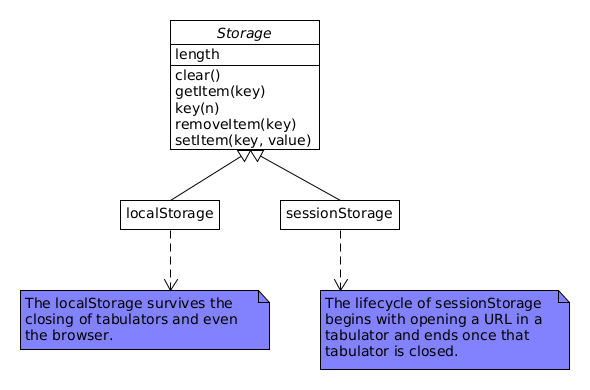 Storage
length
clear()
getItem(key)
key(n)
removeItem(key)
setItem(key, value)
localStorage
sessionStorage
The localStorage survives the
closing of tabulators and even
the browser.
The lifecycle of sessionStorage
begins with opening a URL in a
tabulator and ends once that
tabulator is closed.